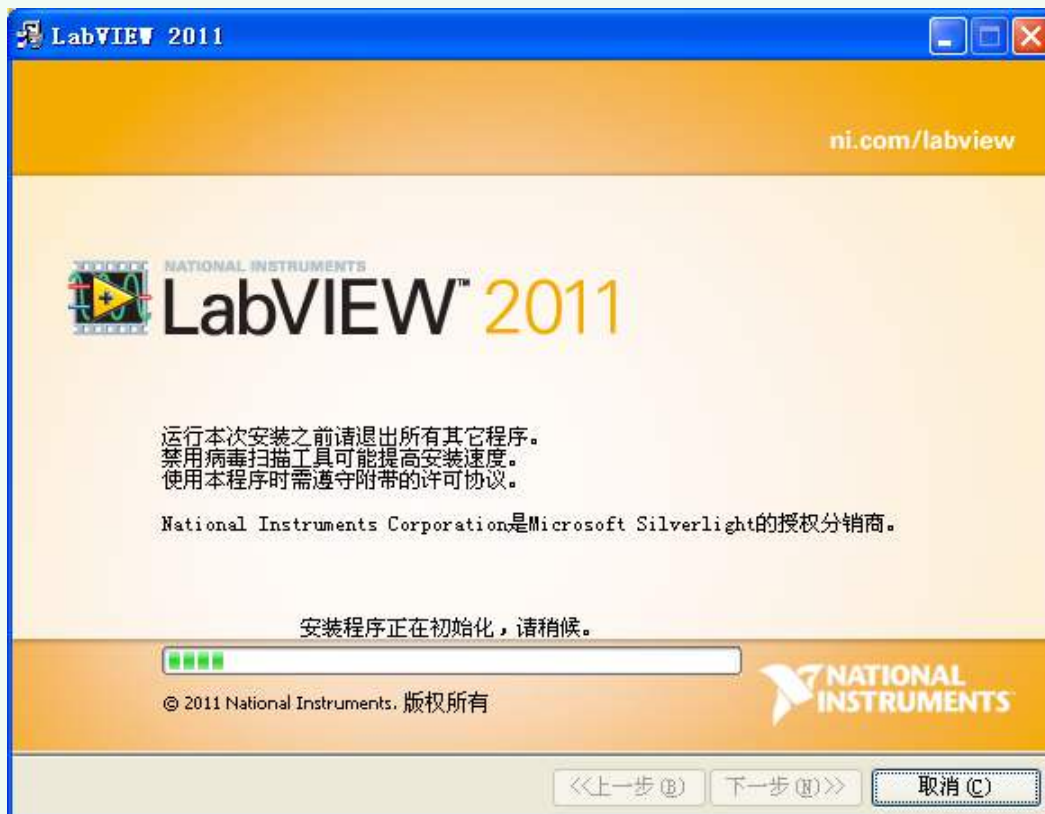 LabVIEW 2011
ni.com/labview
NATIONAL INSTRUMENTS
LabVIEW™ 2011
运行本次安装之前请退出所有其它程序。
禁用病毒扫描工具可能提高安装速度。
使用本程序时需遵守附带的许可协议。
National Instruments Corporation是Microsoft Silverlight的授权分销商。
安装程序正在初始化，请稍候。
© 2011 National Instruments. 版权所有
NATIONAL
INSTRUMENTS
<<上一步(B) 下一步(N)>> 取消(C)